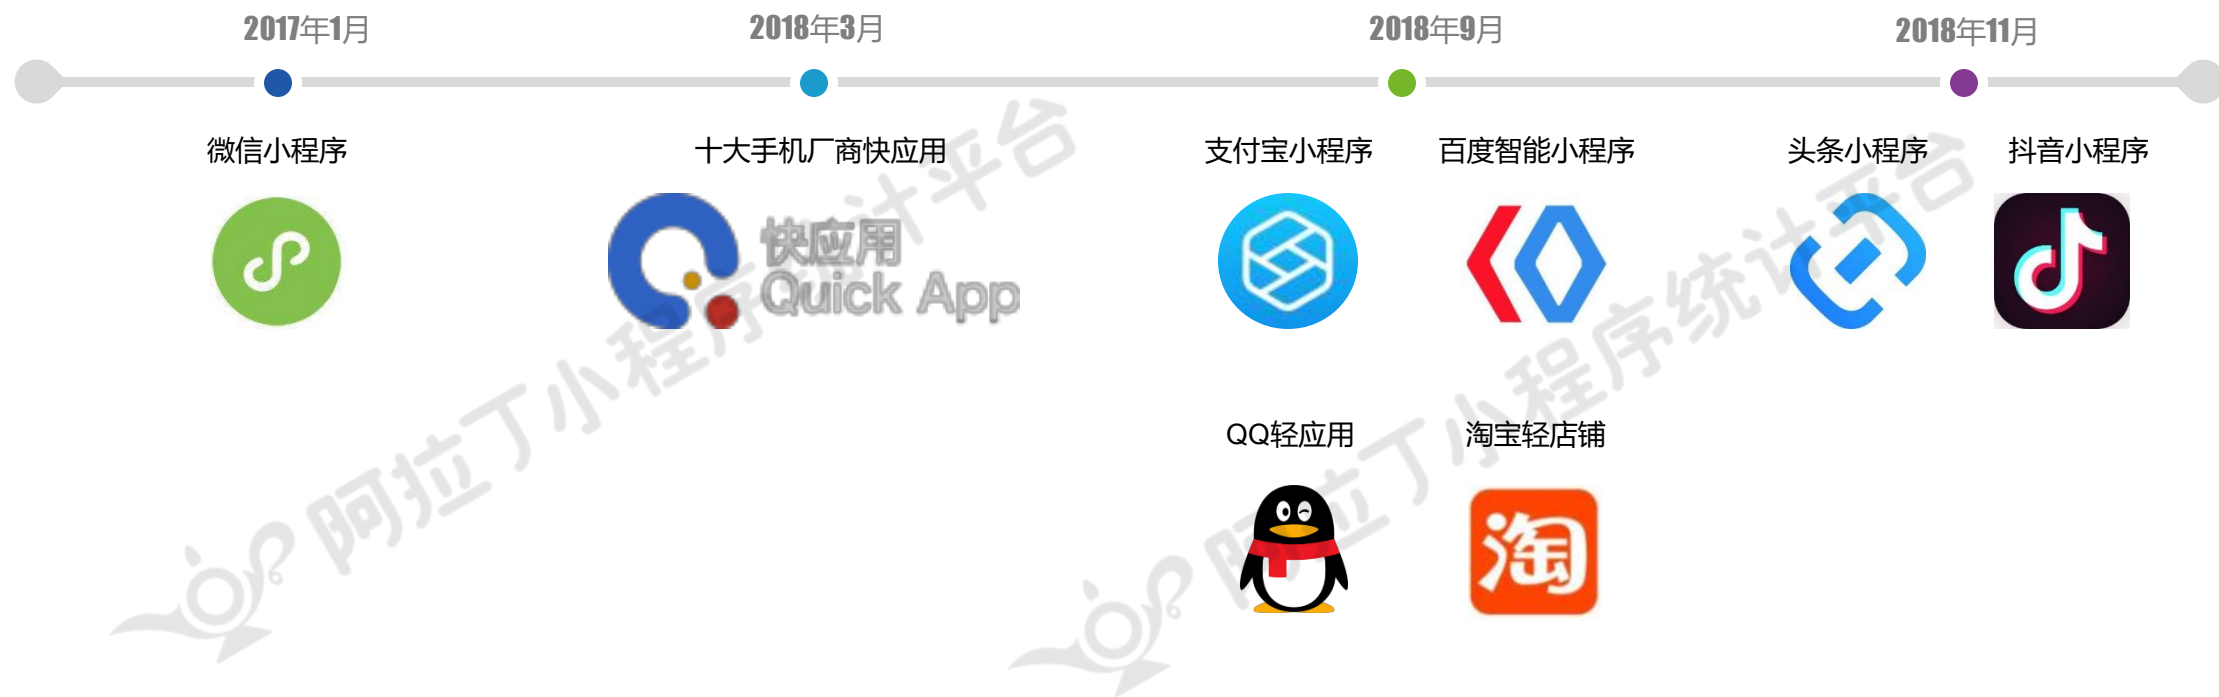 2017年1月
2018年3月
2018年9月
2018年11月
微信小程序
十大手机厂商快应用
支付宝小程序
百度智能小程序
头条小程序
抖音小程序
快应用
Quick App
QQ轻应用
淘宝轻店铺
淘
阿拉丁小程序统计平台
阿拉丁小程序统计平台